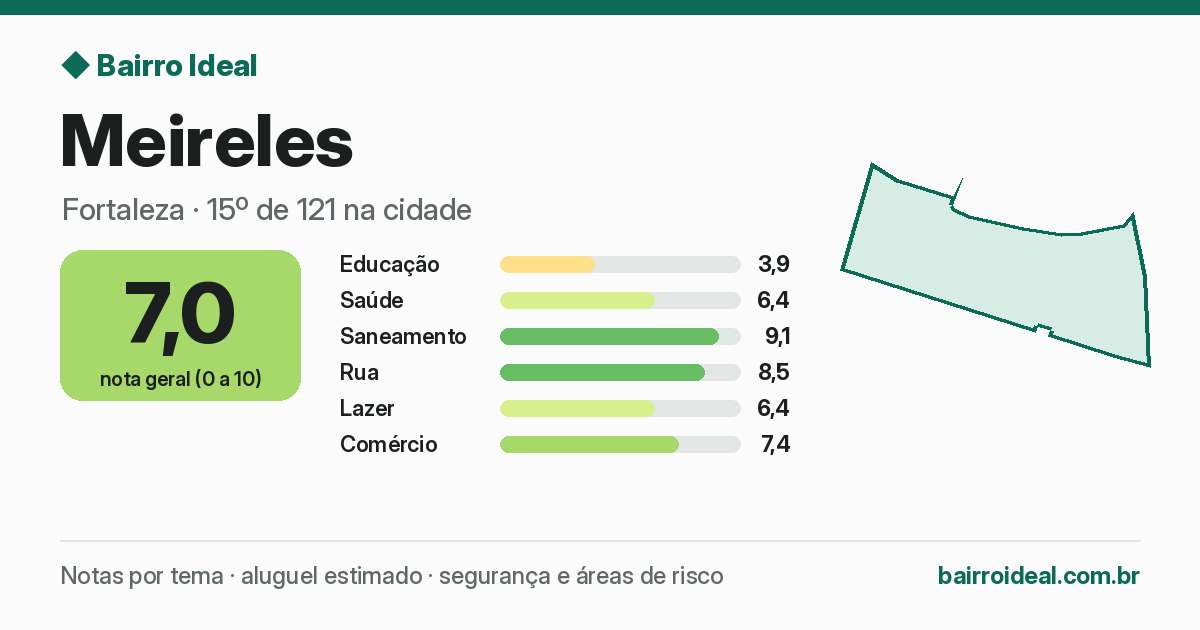 Bairro Ideal
Meireles
Fortaleza · 15º de 121 na cidade
7,0
nota geral (0 a 10)
Educação 3,9
Saúde 6,4
Saneamento 9,1
Rua 8,5
Lazer 6,4
Comércio 7,4
Notas por tema · aluguel estimado · segurança e áreas de risco
bairroideal.com.br